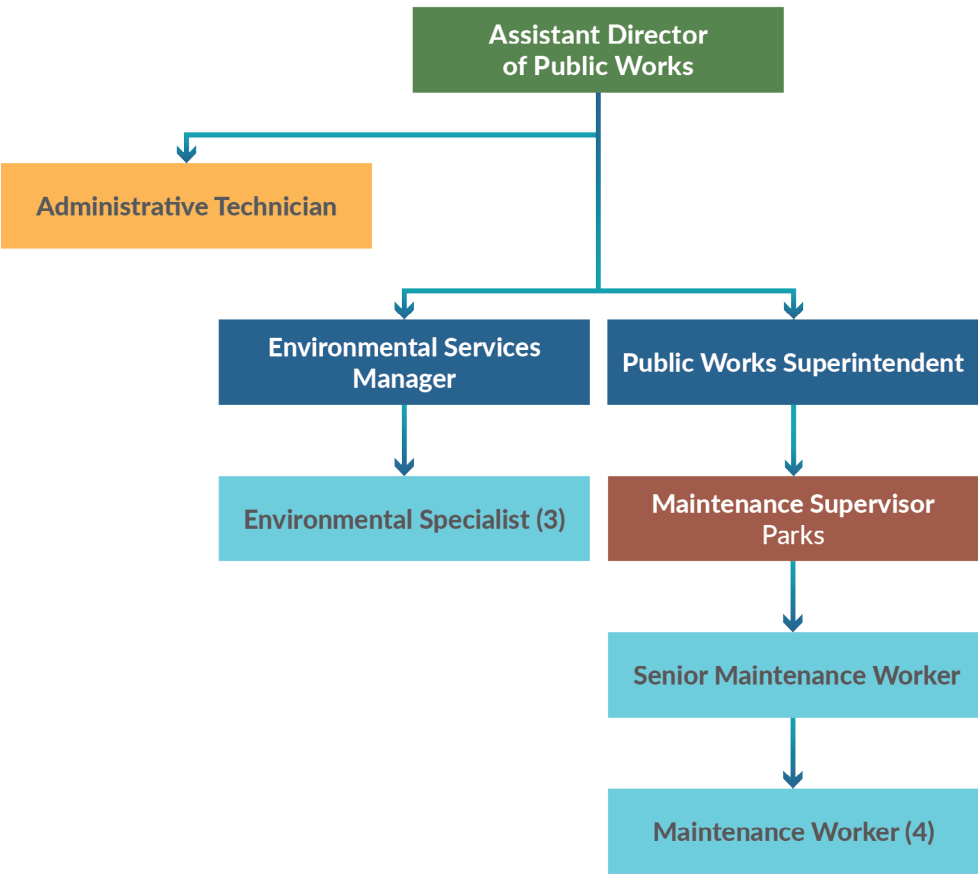 Assistant Director
of Public Works
Administrative Technician
Environmental Services
Manager
Public Works Superintendent
Environmental Specialist (3)
Maintenance Supervisor
Parks
Senior Maintenance Worker
Maintenance Worker (4)